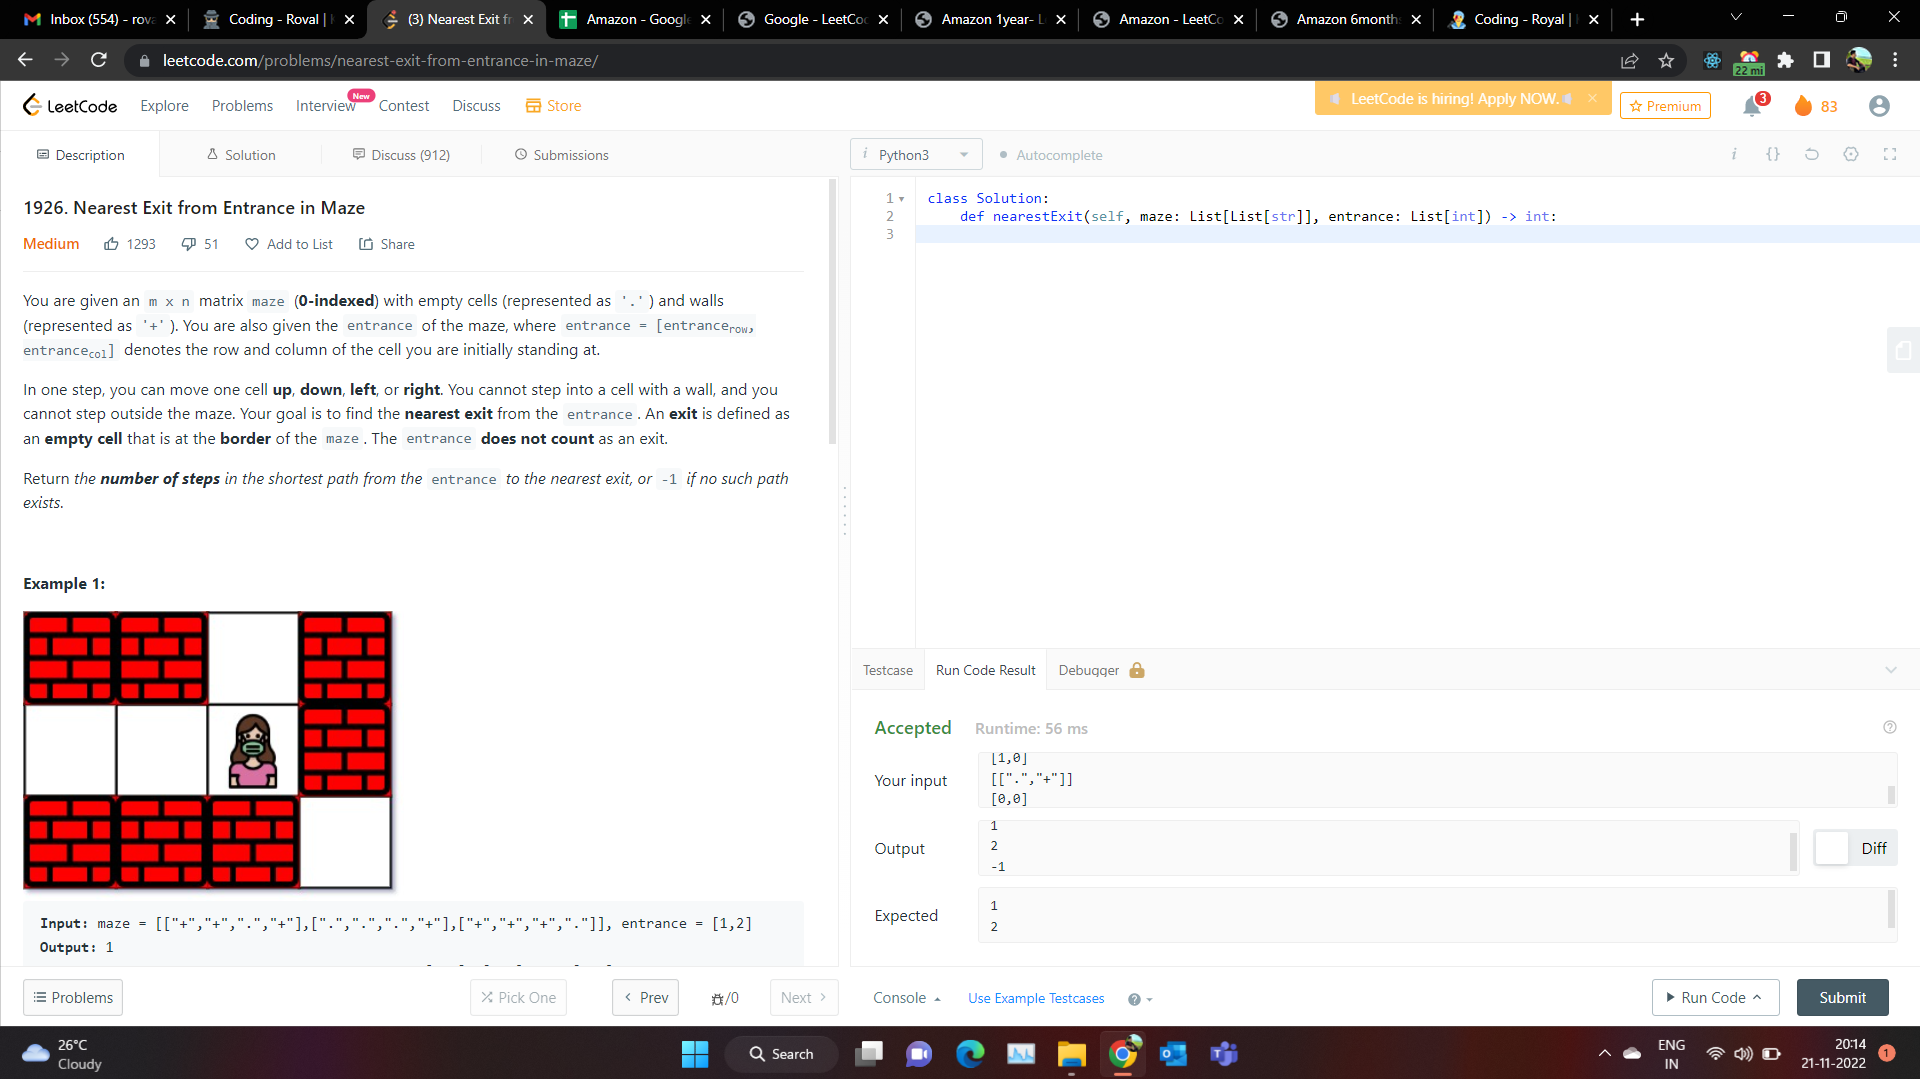 Inbox (554) - rova
Coding - Roval |
(3) Nearest Exit fr
Amazon - Google
Google - LeetCo
Amazon 1year- L
Amazon - LeetCo
Amazon 6month
Coding - Royal |
leetcode.com/problems/nearest-exit-from-entrance-in-maze/
22 mi
LeetCode
Explore
Problems
Interview
New
Contest
Discuss
Store
LeetCode is hiring! Apply NOW.
Premium
3
83
Description
Solution
Discuss (912)
Submissions
i Python3
Autocomplete
i {}
1926. Nearest Exit from Entrance in Maze
Medium 1293 51 Add to List Share
You are given an m x n matrix maze (0-indexed) with empty cells (represented as '.') and walls
(represented as '+'). You are also given the entrance of the maze, where entrance = [entrancerow,
entrancecol] denotes the row and column of the cell you are initially standing at.
In one step, you can move one cell up, down, left, or right. You cannot step into a cell with a wall, and you
cannot step outside the maze. Your goal is to find the nearest exit from the entrance. An exit is defined as
an empty cell that is at the border of the maze. The entrance does not count as an exit.
Return the number of steps in the shortest path from the entrance to the nearest exit, or -1 if no such path
exists.
Example 1:
Input: maze = [["+","+",".","+"],[".",".",".","+"],["+","+","+","."]], entrance = [1,2]
Output: 1
1 class Solution:
2 def nearestExit(self, maze: List[List[str]], entrance: List[int]) -> int:
3
Testcase
Run Code Result
Debugger
Accepted Runtime: 56 ms
Your input
[1,0]
[[".","+"]]
[0,0]
Output
1
2
-1
Diff
Expected
1
2
Problems
Pick One
Prev
/0
Next
Console
Use Example Testcases
Run Code
Submit
26°C
Cloudy
Search
ENG
IN
20:14
21-11-2022
1